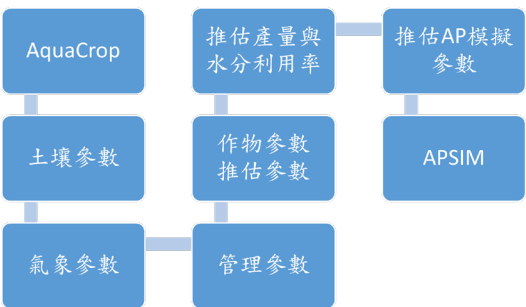 AquaCrop
土壤參數
氣象參數
管理參數
作物參數
推估參數
推估產量與
水分利用率
推估AP模擬
參數
APSIM